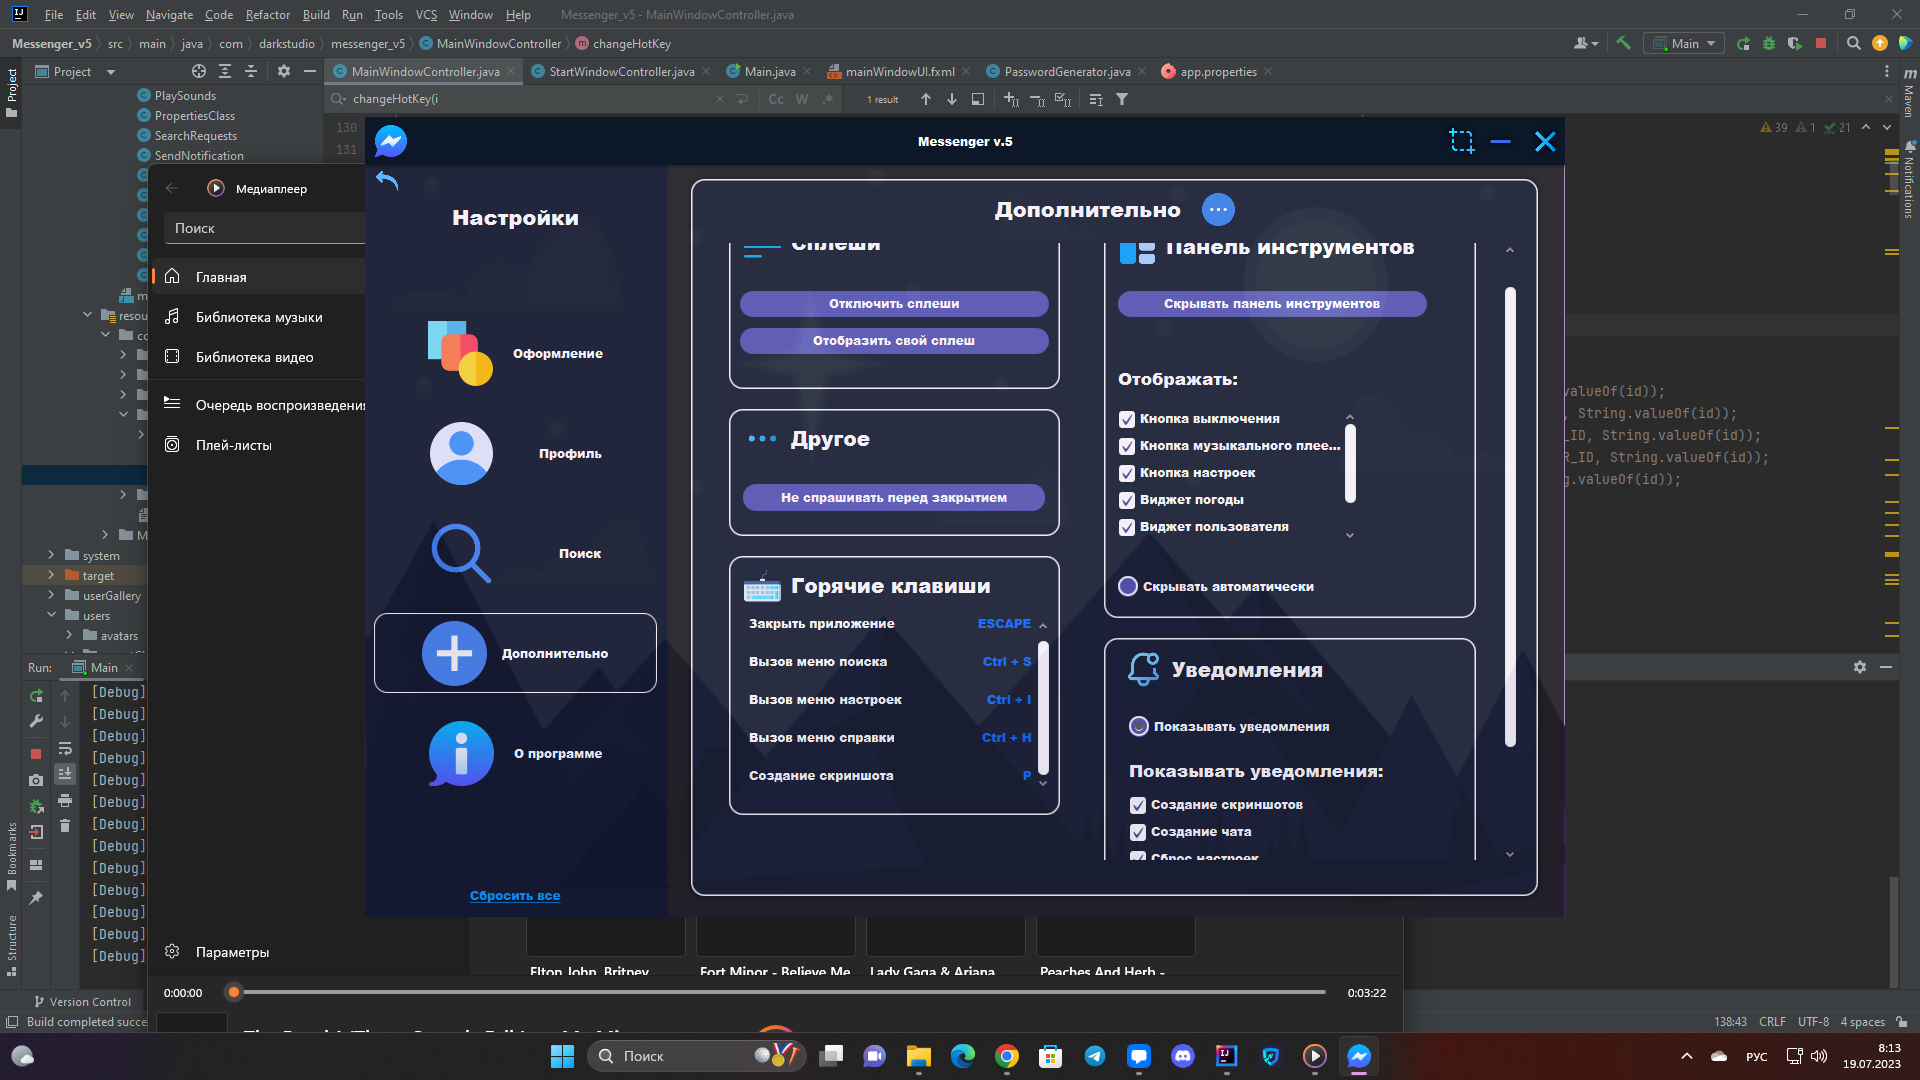 File Edit View Navigate Code Refactor Build Run Tools VCS Window Help Messenger_v5 - MainWindowController.java
Messenger_v5 src main java com darkstudio messenger_v5 MainWindowController changeHotKey
Main
Project
MainWindowController.java StartWindowController.java Main.java mainWindowUI.fxml PasswordGenerator.java app.properties
changeHotKey(i
Cc W .*
1 result
Project
PlaySounds
PropertiesClass
SearchRequests
SendNotification
resou
system
target
userGallery
users
avatars
130
131
39 1 21
Maven
Notifications
valueOf(id));
, String.valueOf(id));
_ID, String.valueOf(id));
R_ID, String.valueOf(id));
g.valueOf(id));
Медиаплеер
Поиск
Главная
Библиотека музыки
Библиотека видео
Очередь воспроизведения
Плей-листы
Параметры
Messenger v.5
Настройки
Оформление
Профиль
Поиск
Дополнительно
О программе
Сбросить все
Дополнительно
Сплеши
Отключить сплеши
Отобразить свой сплеш
Другое
Не спрашивать перед закрытием
Горячие клавиши
Закрыть приложение ESCAPE
Вызов меню поиска Ctrl + S
Вызов меню настроек Ctrl + I
Вызов меню справки Ctrl + H
Создание скриншота P
Панель инструментов
Скрывать панель инструментов
Отображать:
Кнопка выключения
Кнопка музыкального плее...
Кнопка настроек
Виджет погоды
Виджет пользователя
Скрывать автоматически
Уведомления
Показывать уведомления
Показывать уведомления:
Создание скриншотов
Создание чата
Сброс настроек
Run: Main
[Debug]
[Debug]
[Debug]
[Debug]
[Debug]
[Debug]
[Debug]
[Debug]
[Debug]
[Debug]
[Debug]
[Debug]
[Debug]
Bookmarks
Structure
Elton John, Britney
Fort Minor - Believe Me
Lady Gaga & Ariana
Peaches And Herb -
0:00:00
0:03:22
Version Control
Build completed succe
138:43 CRLF UTF-8 4 spaces
Поиск
РУС
8:13
19.07.2023